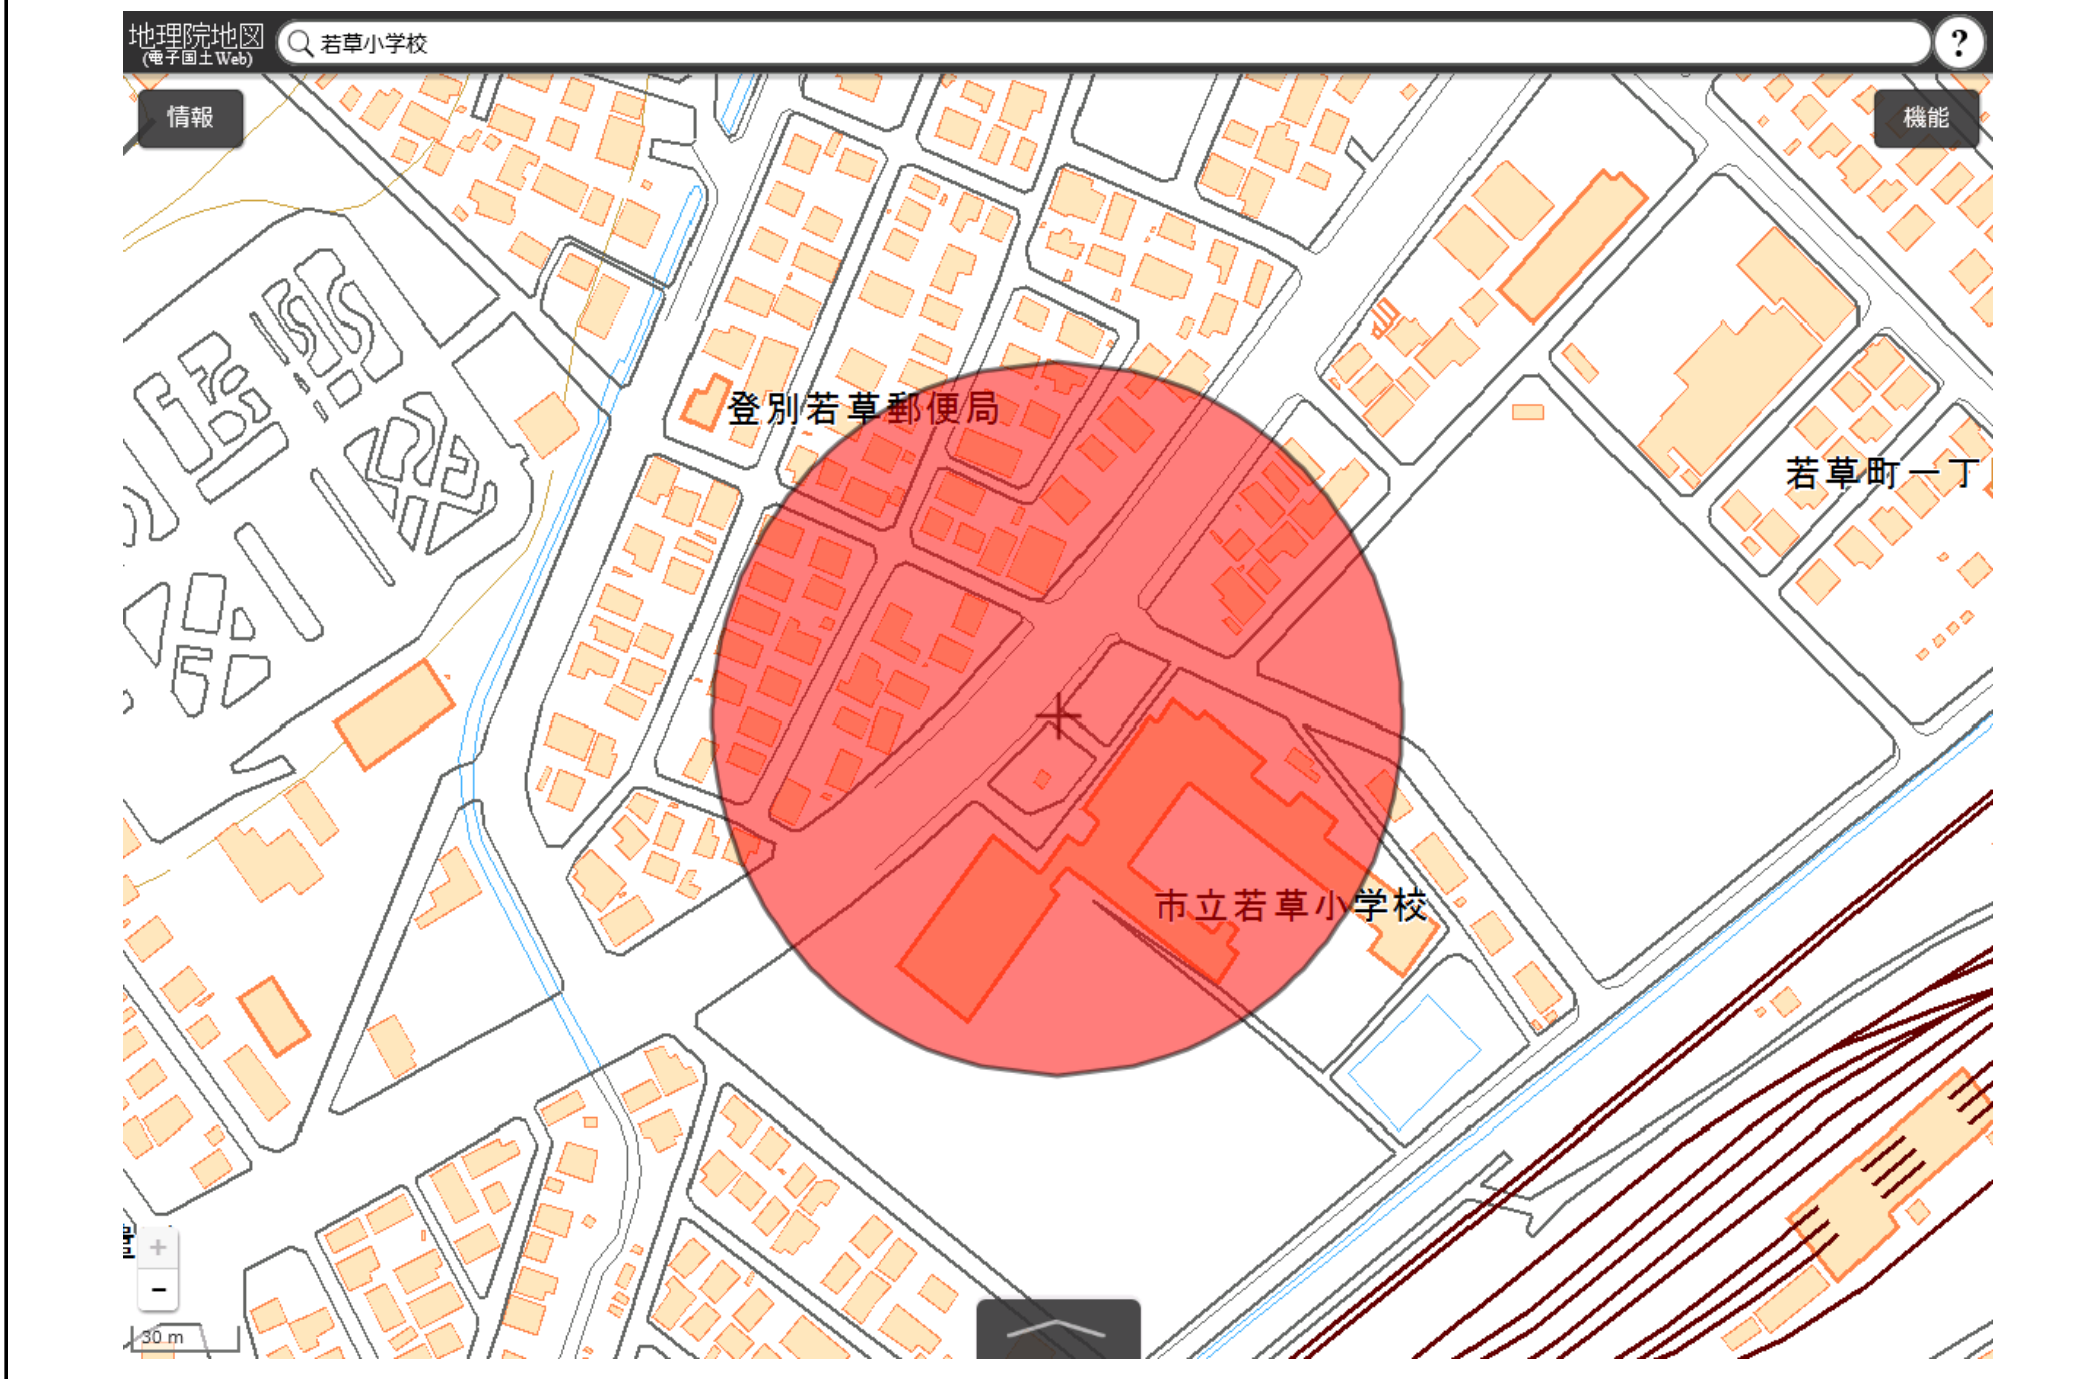 地理院地図
(電子国土Web)
若草小学校
?
情報
機能
登別若草郵便局
若草町一丁
市立若草小学校
+
-
30 m